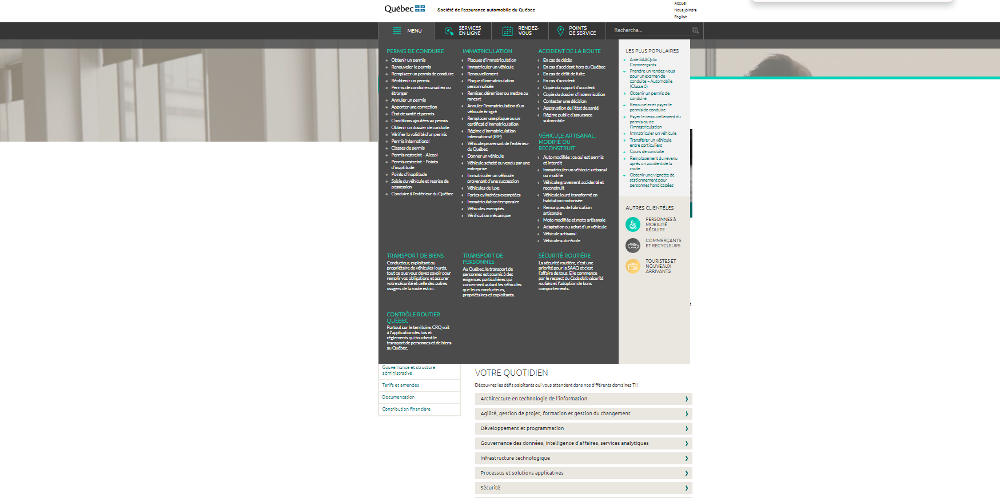 Québec
Société de l'assurance automobile du Québec
Accueil
Nous joindre
English
MENU
SERVICES
EN LIGNE
RENDEZ-
VOUS
POINTS
DE SERVICE
Recherche...
PERMIS DE CONDUIRE
Obtenir un permis
Renouveler le permis
Remplacer un permis de conduire
Réobtenir un permis
Permis de conduire canadien ou
étranger
Annuler un permis
Apporter une correction
État de santé et permis
Conditions ajoutées au permis
Obtenir un dossier de conduite
Vérifier la validité d'un permis
Permis international
Classes de permis
Permis restreint – Alcool
Permis restreint – Points
d'inaptitude
Points d'inaptitude
Saisie du véhicule et reprise de
possession
Conduire à l'extérieur du Québec
IMMATRICULATION
Plaques d'immatriculation
Immatriculer un véhicule
Renouvellement
Plaque d'immatriculation
personnalisée
Remiser, déremiser ou mettre au
rancart
Annuler l'immatriculation d'un
véhicule émigré
Remplacer une plaque ou un
certificat d'immatriculation
Régime d'immatriculation
international (IRP)
Véhicule provenant de l'extérieur
du Québec
Donner un véhicule
Véhicule acheté ou vendu par une
entreprise
Immatriculer un véhicule
provenant d'une succession
Véhicules de luxe
Fortes cylindrées exemptées
Immatriculation temporaire
Véhicules exemptés
Vérification mécanique
ACCIDENT DE LA ROUTE
En cas de décès
En cas d'accident hors du Québec
En cas de délit de fuite
En cas d'accident
Copie du rapport d'accident
Copie du dossier d'indemnisation
Contester une décision
Aggravation de l'état de santé
Régime public d'assurance
automobile
VÉHICULE ARTISANAL,
MODIFIÉ OU
RECONSTRUIT
Auto modifiée : ce qui est permis
et interdit
Immatriculer un véhicule artisanal
ou modifié
Véhicule gravement accidenté et
reconstruit
Véhicule lourd transformé en
habitation motorisée
Remorques de fabrication
artisanale
Moto modifiée et moto artisanale
Adaptation ou achat d'un véhicule
Véhicule artisanal
Véhicule auto-école
LES PLUS POPULAIRES
Aide SAAQclic
Commerçants
Prendre un rendez-vous
pour un examen de
conduite – Automobile
(Classe 5)
Obtenir un permis de
conduire
Renouveler et payer le
permis de conduire
Payer le renouvellement du
permis ou de
l'immatriculation
Immatriculer un véhicule
Transférer un véhicule
entre particuliers
Cours de conduite
Remplacement du revenu
après un accident de la
route
Obtenir une vignette de
stationnement pour
personnes handicapées
AUTRES CLIENTÈLES
PERSONNES À
MOBILITÉ
RÉDUITE
COMMERÇANTS
ET RECYCLEURS
TOURISTES ET
NOUVEAUX
ARRIVANTS
TRANSPORT DE BIENS
Conducteur, exploitant ou
propriétaire de véhicules lourds,
tout ce que vous devez savoir pour
remplir vos obligations et assurer
votre sécurité et celle des autres
usagers de la route est ici.
TRANSPORT DE
PERSONNES
Au Québec, le transport de
personnes est soumis à des
exigences particulières qui
concernent autant les véhicules
que leurs conducteurs,
propriétaires et exploitants.
SÉCURITÉ ROUTIÈRE
La sécurité routière, c'est une
priorité pour la SAAQ et c'est
l'affaire de tous. Elle commence
par le respect du Code de la sécurité
routière et l'adoption de bons
comportements.
t
CONTRÔLE ROUTIER
QUÉBEC
Partout sur le territoire, CRQ voit
à l'application des lois et
règlements qui touchent le
transport de personnes et de biens
au Québec.
Gouvernance et structure
administrative
Tarifs et amendes
Documentation
Contribution financière
VOTRE QUOTIDIEN
Découvrez les défis palpitants qui vous attendent dans nos différents domaines TI!
Architecture en technologie de l'information
Agilité, gestion de projet, formation et gestion du changement
Développement et programmation
Gouvernance des données, intelligence d'affaires, services analytiques
Infrastructure technologique
Processus et solutions applicatives
Sécurité